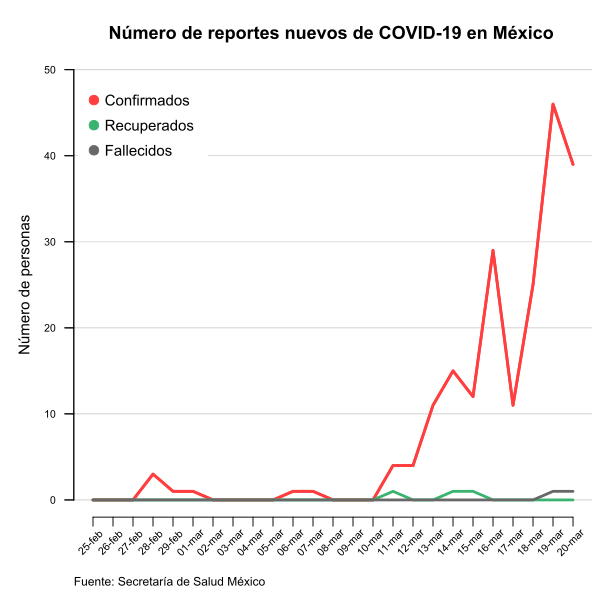 Número de reportes nuevos de COVID-19 en México
50
Confirmados
Recuperados
Fallecidos
40
30
20
10
0
Número de personas
25-feb
26-feb
27-feb
28-feb
29-feb
01-mar
02-mar
03-mar
04-mar
05-mar
06-mar
07-mar
08-mar
09-mar
10-mar
11-mar
12-mar
13-mar
14-mar
15-mar
16-mar
17-mar
18-mar
19-mar
20-mar
Fuente: Secretaría de Salud México